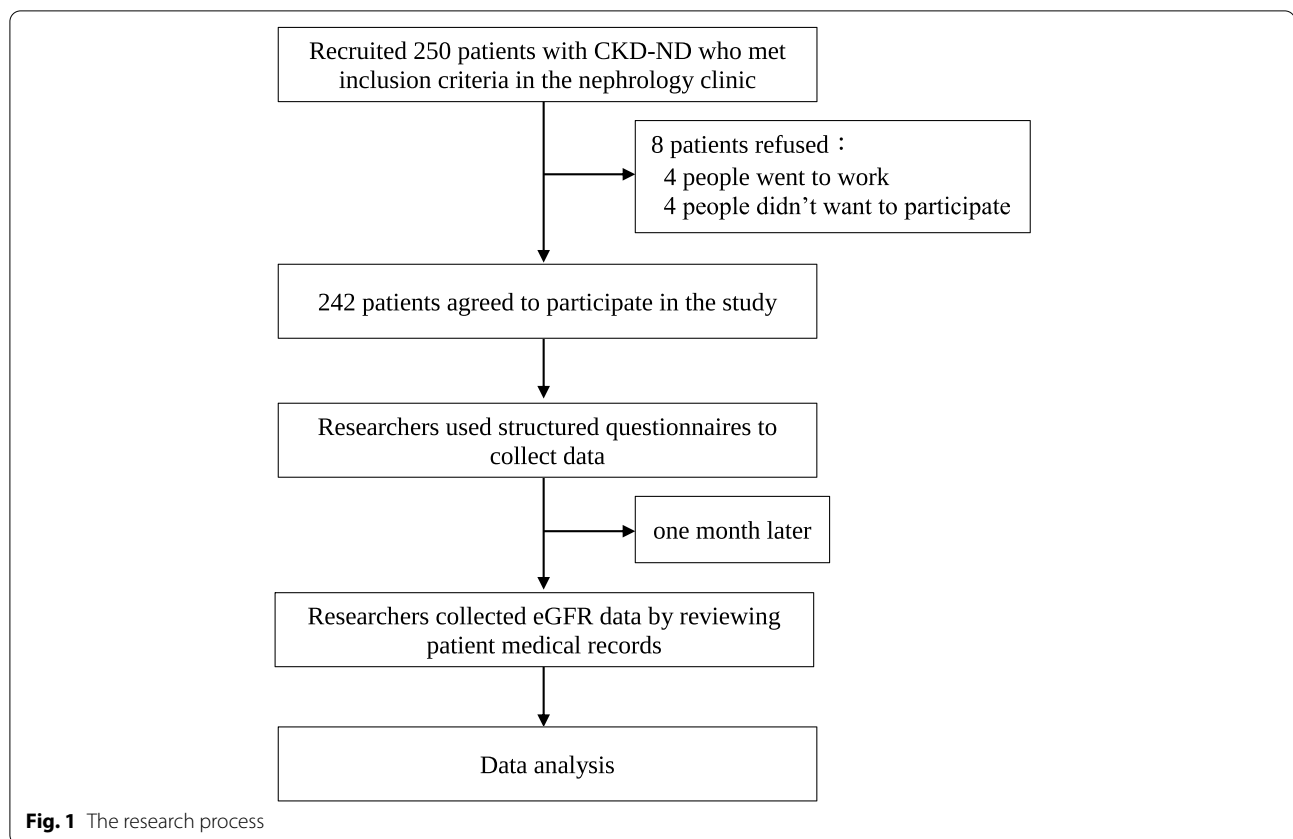 Recruited 250 patients with CKD-ND who met
inclusion criteria in the nephrology clinic
8 patients refused：
4 people went to work
4 people didn’t want to participate
242 patients agreed to participate in the study
Researchers used structured questionnaires to
collect data
one month later
Researchers collected eGFR data by reviewing
patient medical records
Data analysis
Fig. 1 The research process